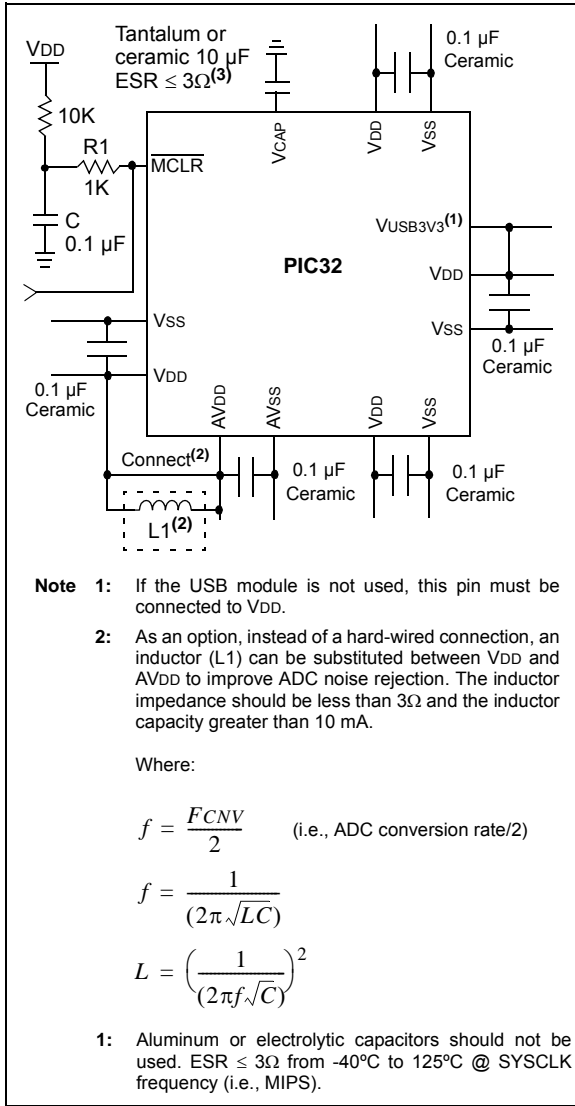 VDD
Tantalum or
ceramic 10 µF
ESR ≤ 3Ω(3)
0.1 µF
Ceramic
10K
R1
1K
MCLR
VCAP
VDD
VSS
C
0.1 µF
VUSB3V3(1)
PIC32
VDD
VSS
VSS
VDD
0.1 µF
Ceramic
0.1 µF
Ceramic
AVDD
AVSS
VDD
VSS
Connect(2)
0.1 µF
Ceramic
0.1 µF
Ceramic
L1(2)
Note 1: If the USB module is not used, this pin must be
connected to VDD.
2: As an option, instead of a hard-wired connection, an
inductor (L1) can be substituted between VDD and
AVDD to improve ADC noise rejection. The inductor
impedance should be less than 3Ω and the inductor
capacity greater than 10 mA.
Where:
f = FCNV / 2 (i.e., ADC conversion rate/2)
f = 1 / (2π√LC)
L = (1 / (2πf√C))²
1: Aluminum or electrolytic capacitors should not be
used. ESR ≤ 3Ω from -40ºC to 125ºC @ SYSCLK
frequency (i.e., MIPS).